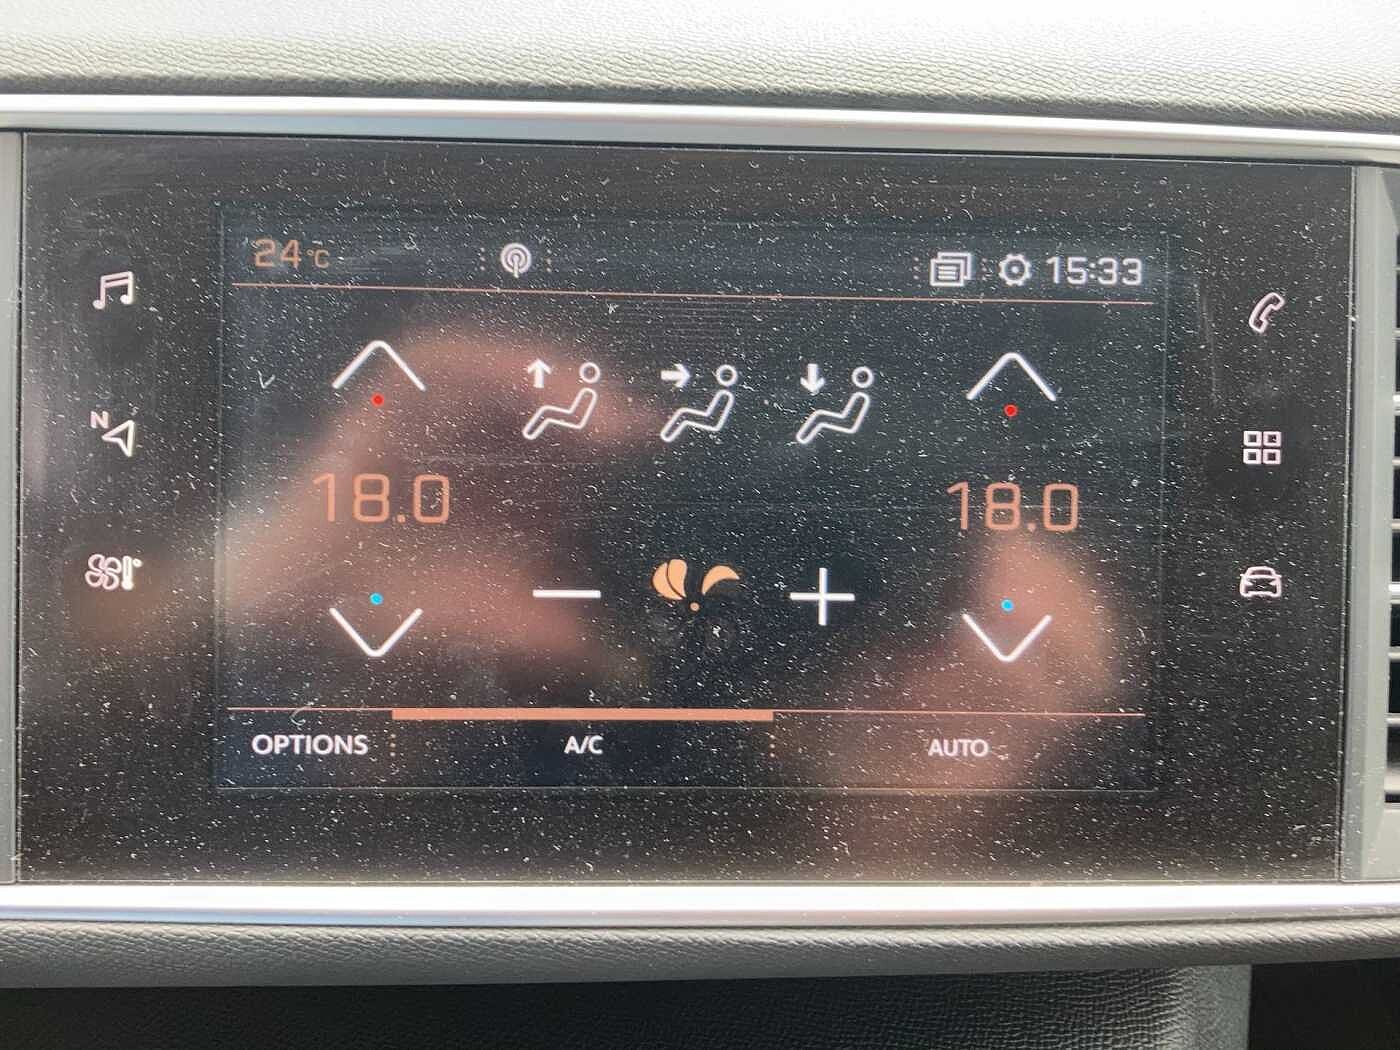 24°C
15:33
N
18.0
18.0
OPTIONS
A/C
AUTO